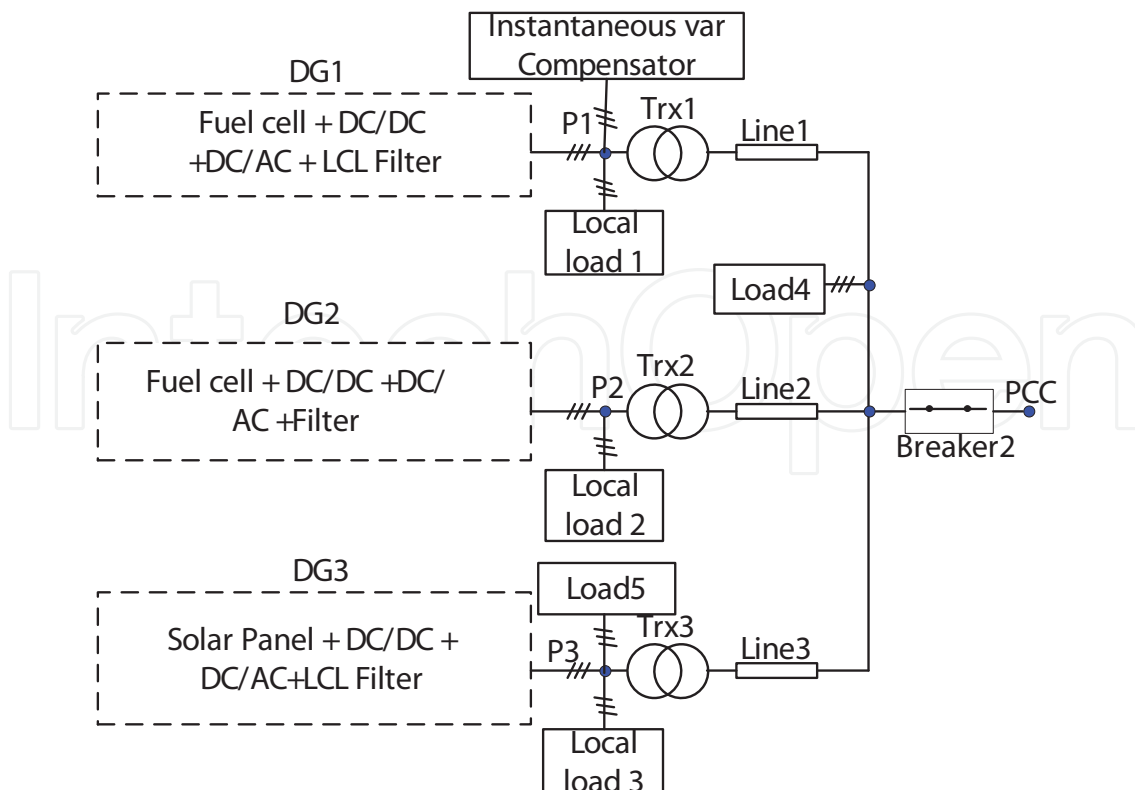 Instantaneous var
Compensator
DG1
Fuel cell + DC/DC
+DC/AC + LCL Filter
P1
Trx1
Line1
Local
load 1
Load4
DG2
Fuel cell + DC/DC +DC/
AC +Filter
P2
Trx2
Line2
PCC
Breaker2
Local
load 2
DG3
Load5
Solar Panel + DC/DC +
DC/AC+LCL Filter
P3
Trx3
Line3
Local
load 3
IntechOpen